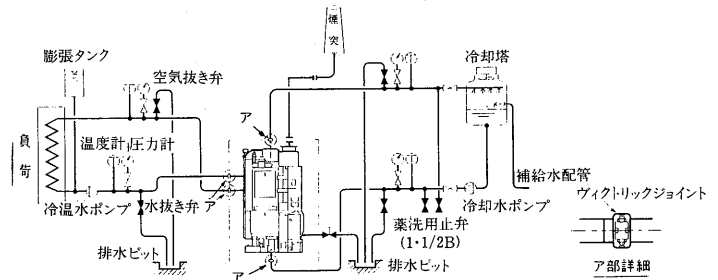 煙突
膨張タンク
空気抜き弁
冷却塔
ア
負荷
温度計
圧力計
ア
補給水配管
冷温水ポンプ
水抜き弁
冷却水ポンプ
ヴィクトリックジョイント
薬洗用止弁
(1・1/2B)
ア
排水ピット
排水ピット
ア部詳細